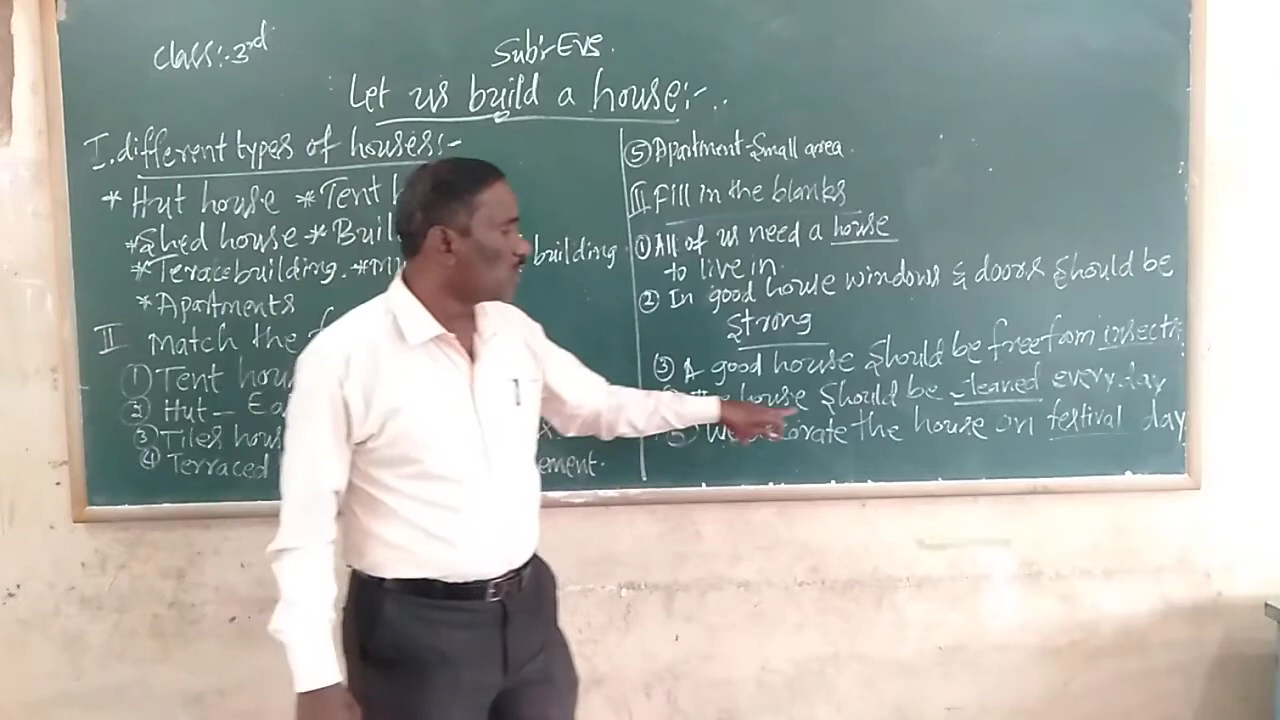 Class:-3rd
Sub:-Evs.
Let us build a house:-..
I. different types of houses:-
* Hut house * Tent
* Shed house * Buil
building
* Terace building. *
* Apartments
II Match the
① Tent hou
② Hut - Ea
③ Tiles hous
④ Terraced
ement.
⑤ Apartment-Small area.
III Fill in the blanks
① All of us need a house
to live in.
② In good house windows & doors should be
strong
③ A good house should be free from insects
house should be cleaned every day
⑤ We orate the house on festival day